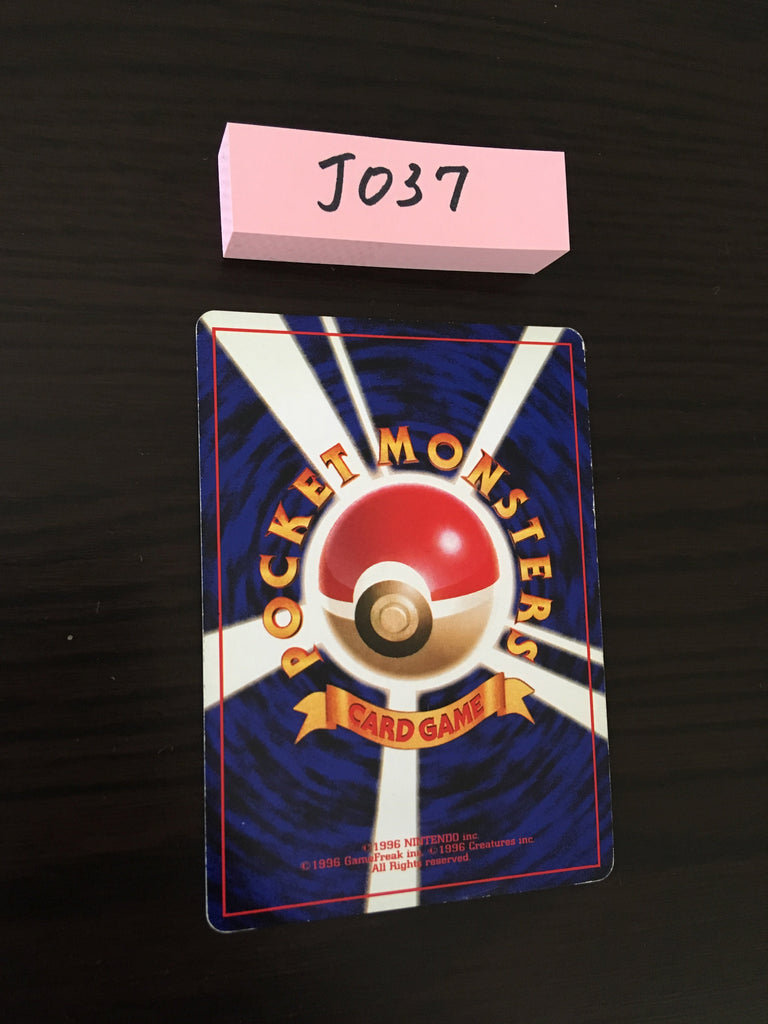 J037
POCKET MONSTERS
CARD GAME
©1996 NINTENDO inc.
©1996 GameFreak inc. ©1996 Creatures inc.
All Rights reserved.